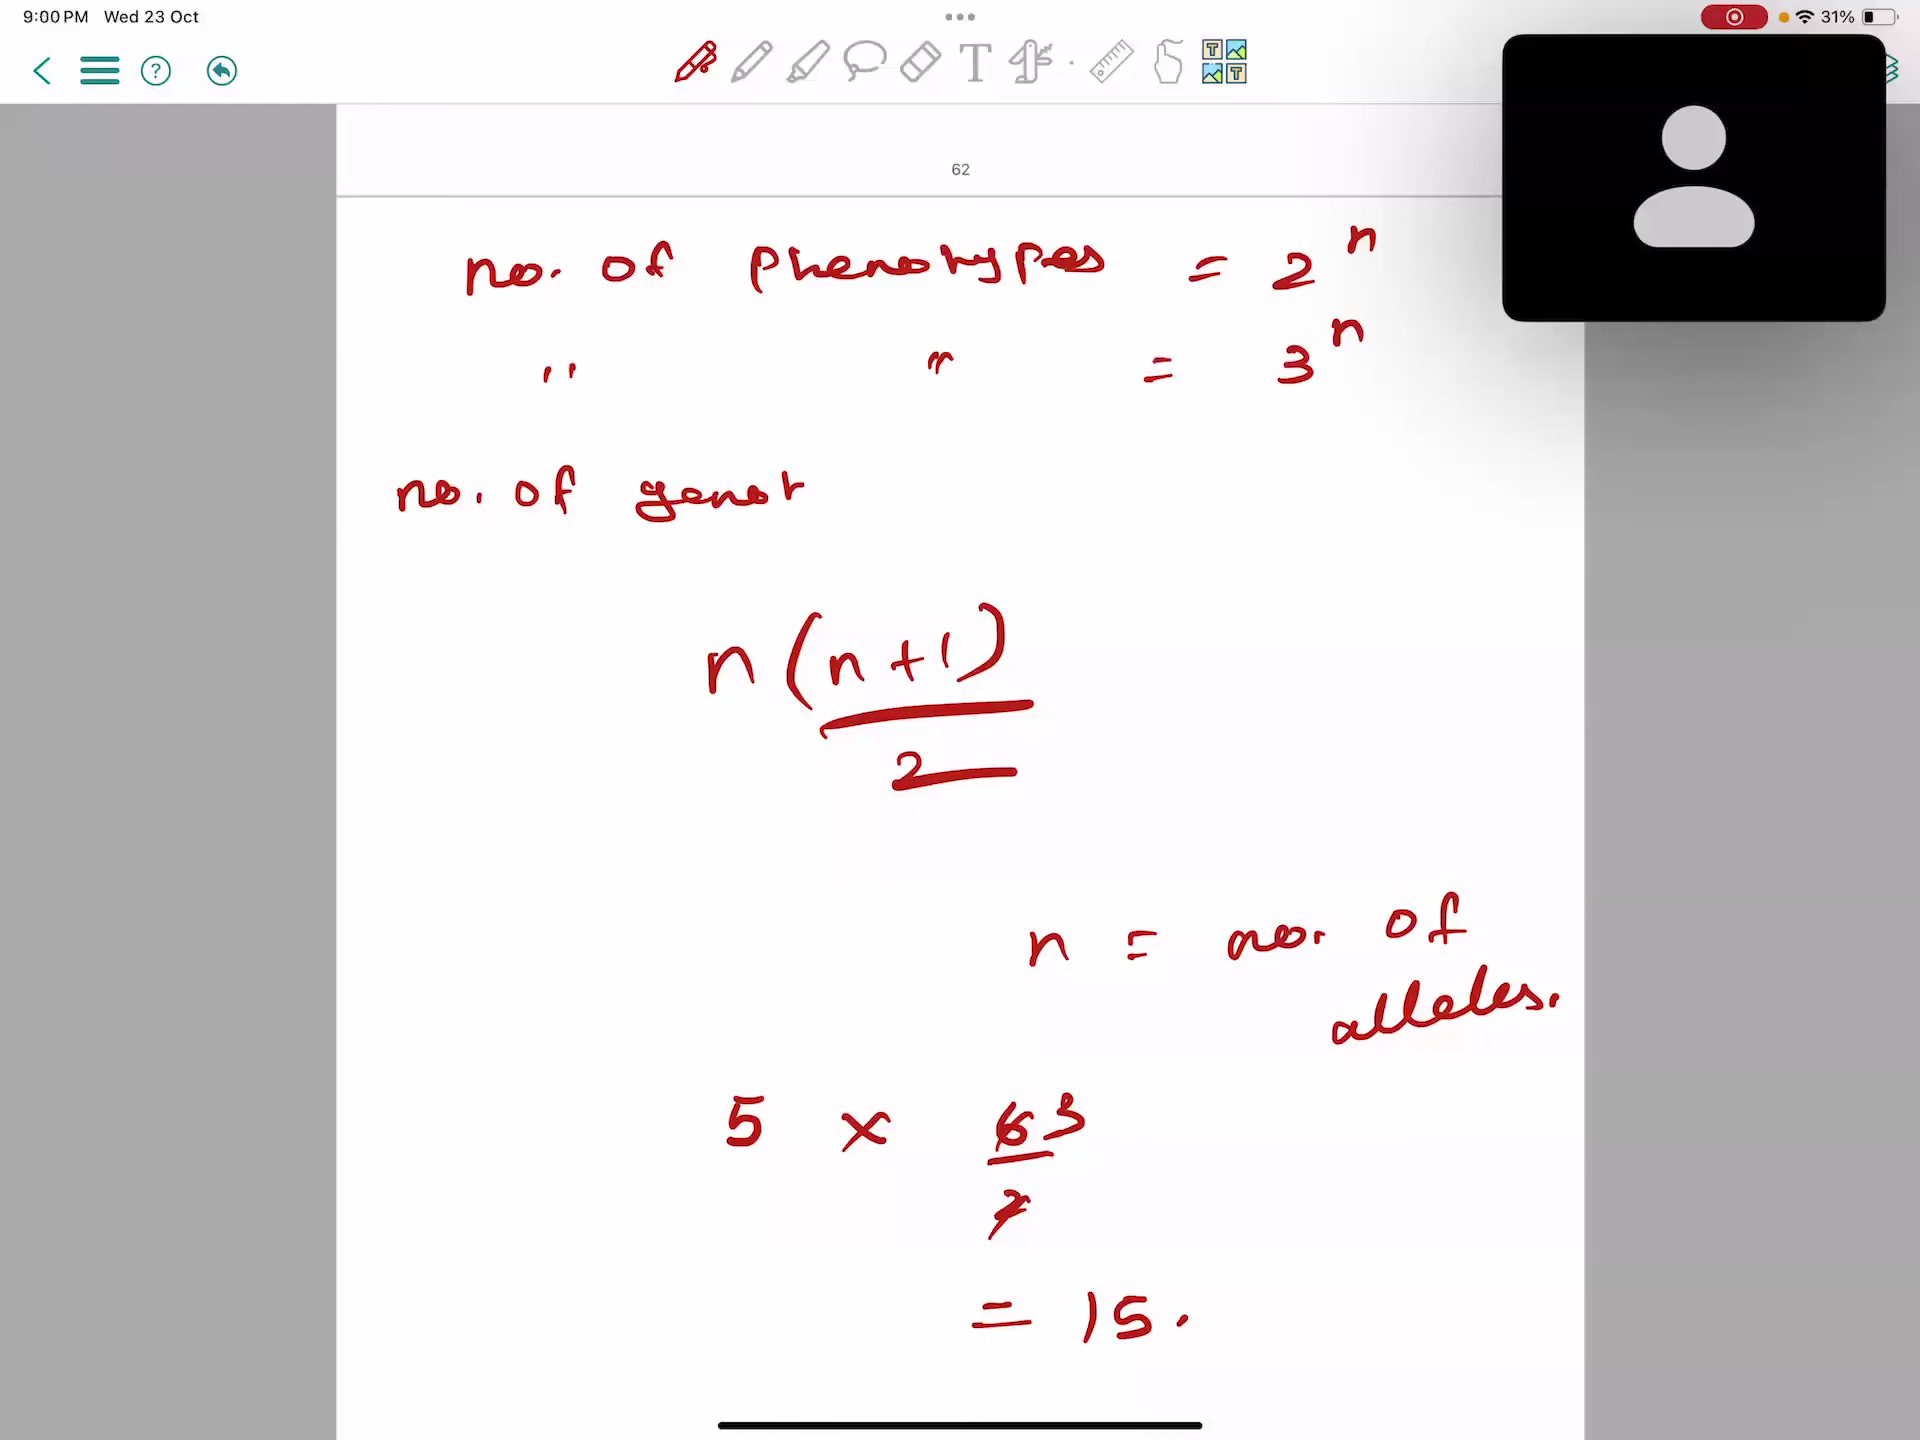 9:00 PM Wed 23 Oct
31%
62
no. of Phenotypes = 2^n
" " = 3^n
no. of genot
n(n+1)
2
n = no. of
alleles.
5 x 6 3
2
= 15.